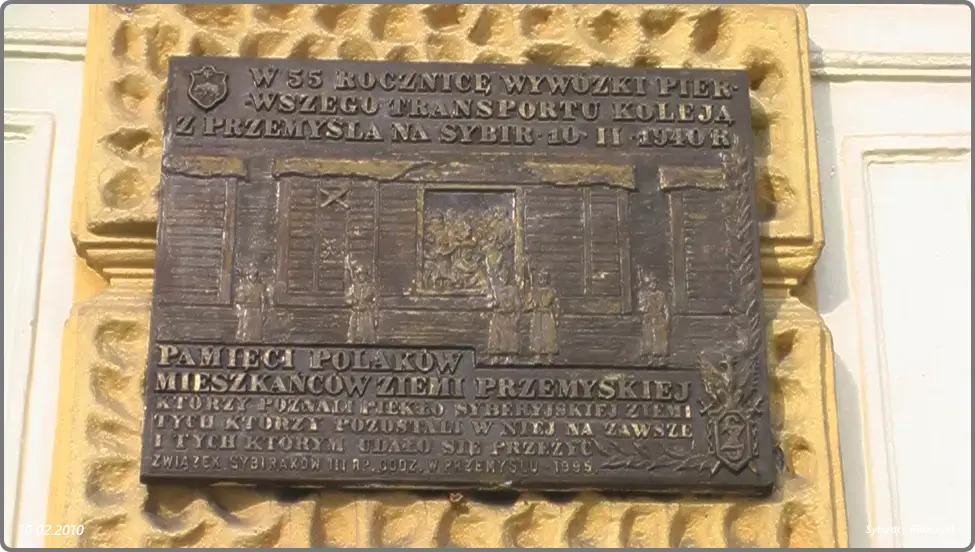 W 55 ROCZNICĘ WYWÓZKI PIER-
-WSZEGO TRANSPORTU KOLEJĄ
Z PRZEMYŚLA NA SYBIR-10-II-1940 R
PAMIĘCI POLAKÓW
MIESZKAŃCÓW ZIEMI PRZEMYSKIEJ
KTÓRZY POZNALI PIEKŁO SYBERYJSKIEJ ZIEMI
TYCH KTÓRZY POZOSTALI W NIEJ NA ZAWSZE
I TYCH KTÓRYM UDAŁO SIĘ PRZEŻYĆ
ZWIĄZEK SYBIRAKÓW III RP. ODDZ. W PRZEMYŚLU - 1995.
10.02.2010